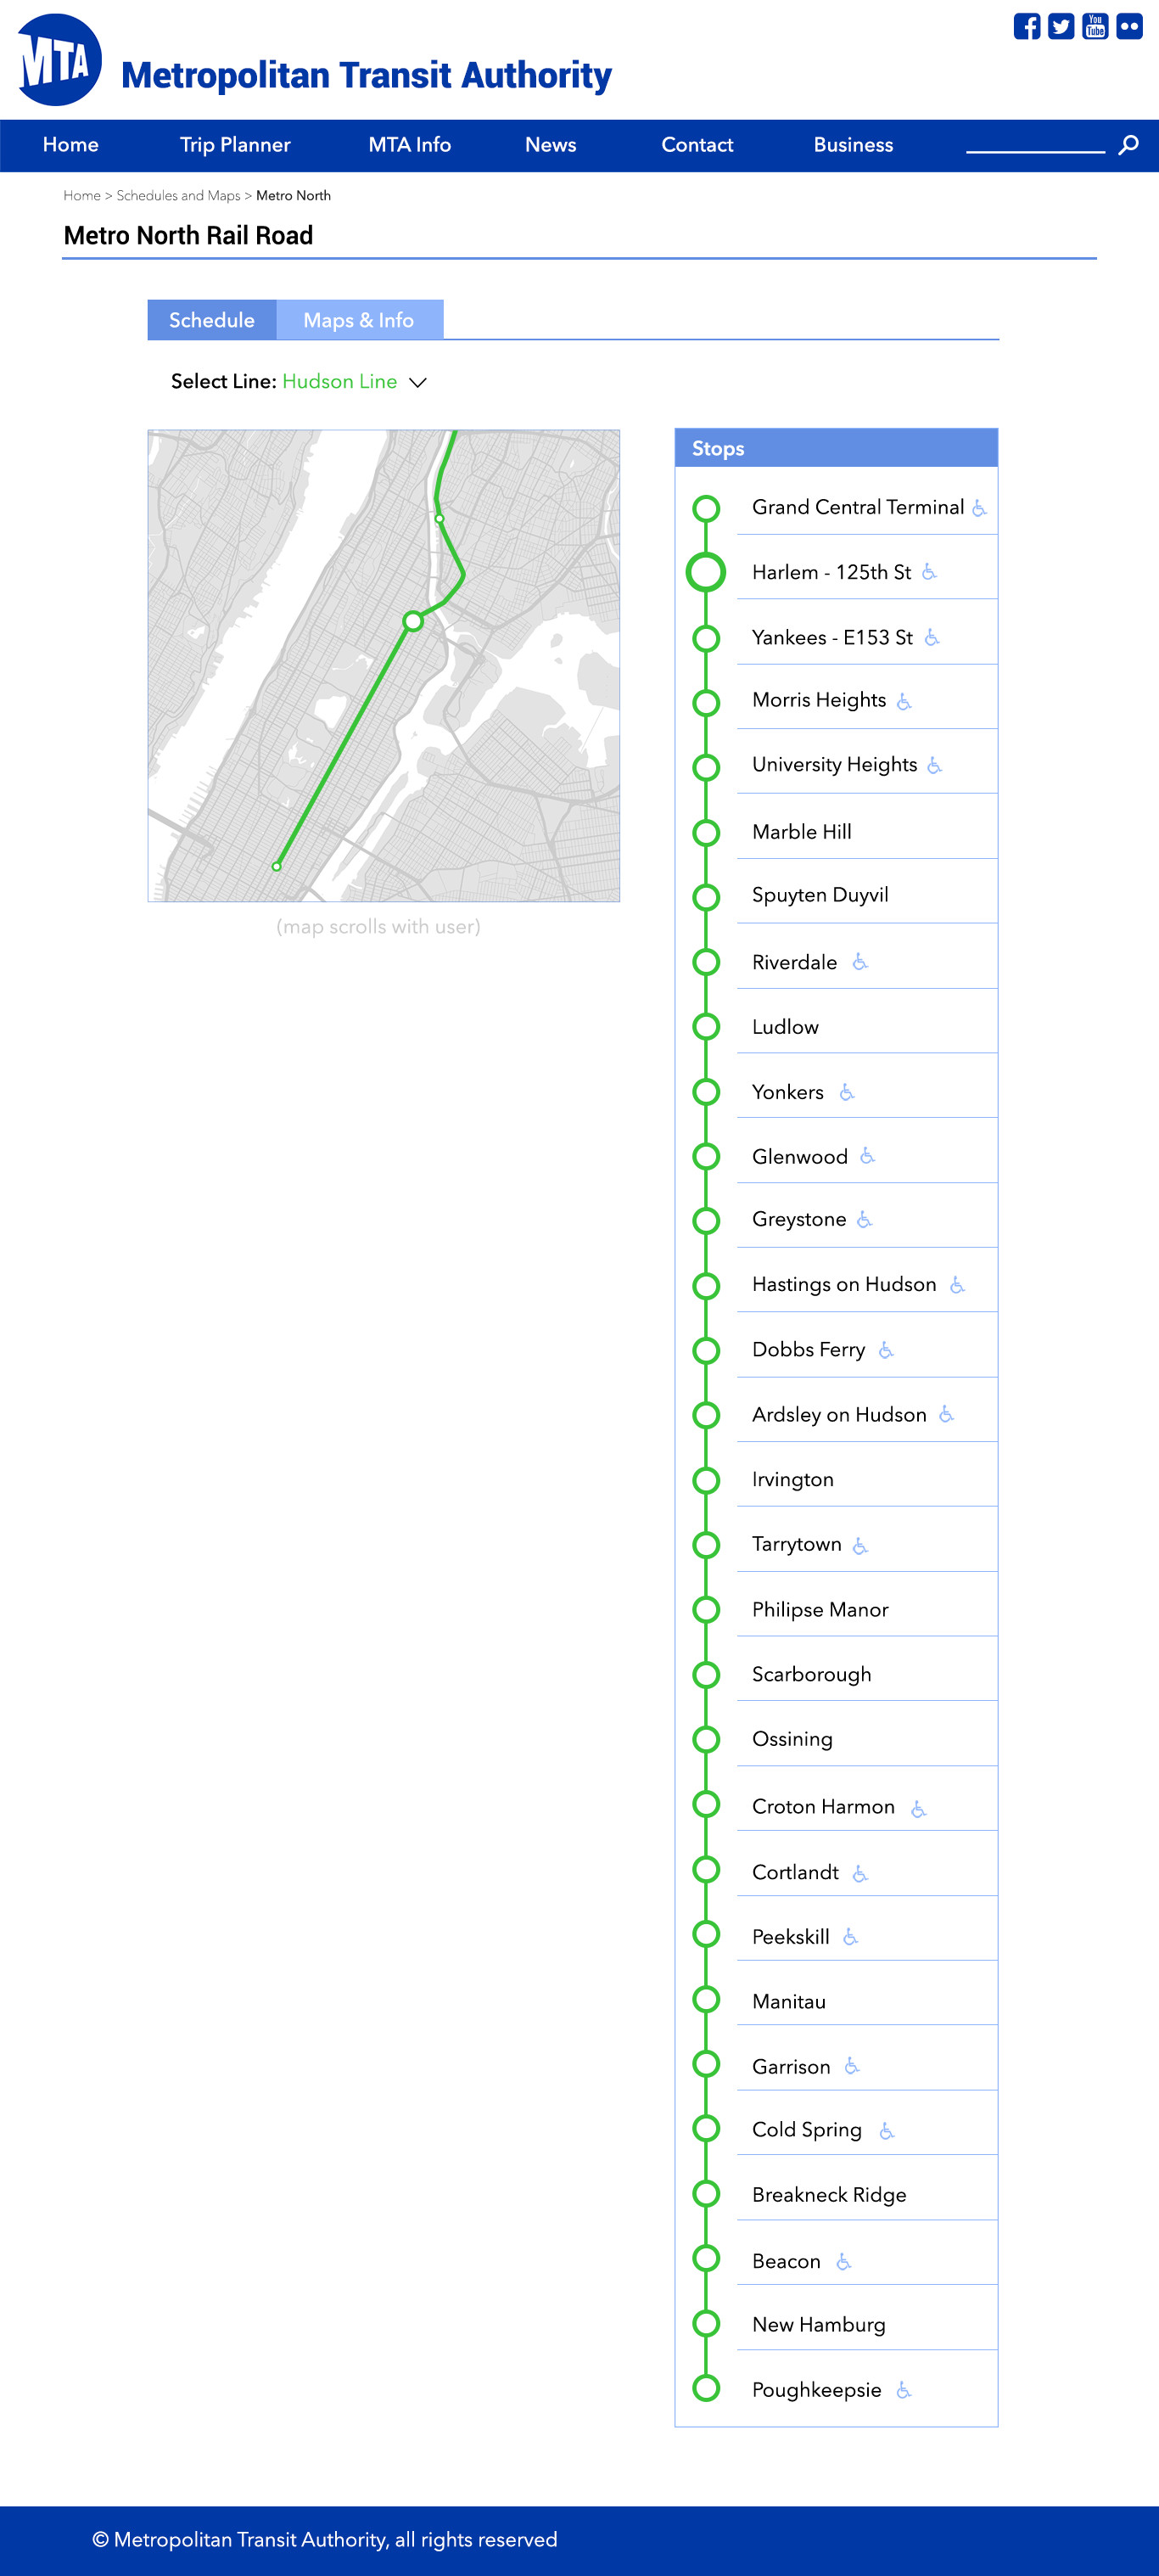 MTA
You
Tube
Metropolitan Transit Authority
Home Trip Planner MTA Info News Contact Business
Home > Schedules and Maps > Metro North
Metro North Rail Road
Schedule Maps & Info
Select Line: Hudson Line
Stops
Grand Central Terminal
Harlem - 125th St
Yankees - E153 St
Morris Heights
University Heights
Marble Hill
Spuyten Duyvil
(map scrolls with user)
Riverdale
Ludlow
Yonkers
Glenwood
Greystone
Hastings on Hudson
Dobbs Ferry
Ardsley on Hudson
Irvington
Tarrytown
Philipse Manor
Scarborough
Ossining
Croton Harmon
Cortlandt
Peekskill
Manitau
Garrison
Cold Spring
Breakneck Ridge
Beacon
New Hamburg
Poughkeepsie
© Metropolitan Transit Authority, all rights reserved